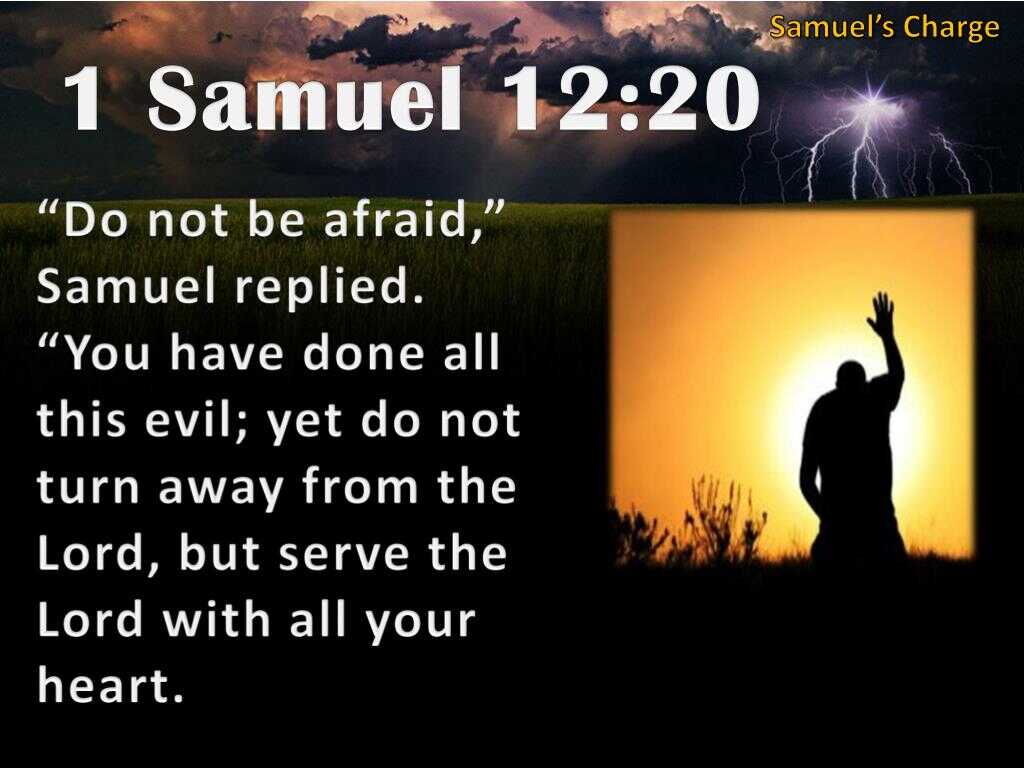 Samuel’s Charge
1 Samuel 12:20
“Do not be afraid,”
Samuel replied.
“You have done all
this evil; yet do not
turn away from the
Lord, but serve the
Lord with all your
heart.